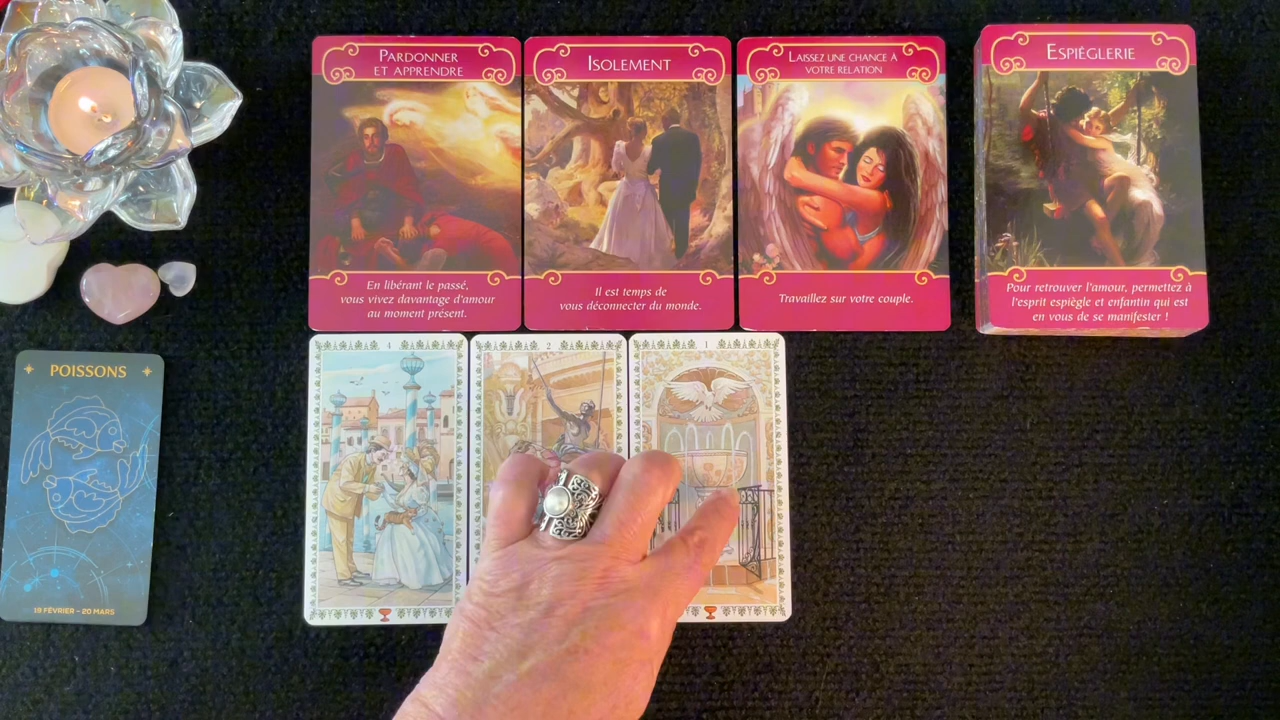 PARDONNER
ET APPRENDRE
En libérant le passé,
vous vivez davantage d'amour
au moment présent.
ISOLEMENT
Il est temps de
vous déconnecter du monde.
LAISSEZ UNE CHANCE À
VOTRE RELATION
Travaillez sur votre couple.
ESPIÈGLERIE
Pour retrouver l'amour, permettez à
l'esprit espiègle et enfantin qui est
en vous de se manifester !
4
2
1
POISSONS
19 FÉVRIER - 20 MARS